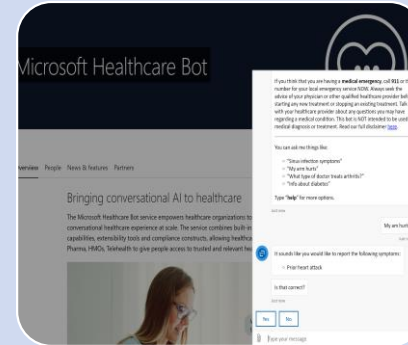 Microsoft Healthcare Bot
Overview People News & features Partners
Bringing conversational AI to healthcare
The Microsoft Healthcare Bot service empowers healthcare organizations to
conversational healthcare experience at scale. The service combines built-in
capabilities, extensibility tools and compliance constructs, allowing healthcare
Pharma, HMOs, Telehealth to give people access to trusted and relevant
If you think that you are having a medical emergency, call 911 or the
number for your local emergency service NOW. Always seek the
advice of your physician or other qualified healthcare provider before
starting any new treatment or stopping an existing treatment. Talk
with your healthcare provider about any questions you may have
regarding a medical condition. This bot is NOT intended to be used
medical diagnosis or treatment. Read our full disclaimer here.
You can ask me things like:
"Sinus infection symptoms"
"My arm hurts"
"What type of doctor treats arthritis?"
"Info about diabetes"
Type "help" for more options.
Just now
My arm hurts
Just now
It sounds like you would like to report the following symptoms:
Prior heart attack
Is that correct?
Just now
Yes No
Type your message